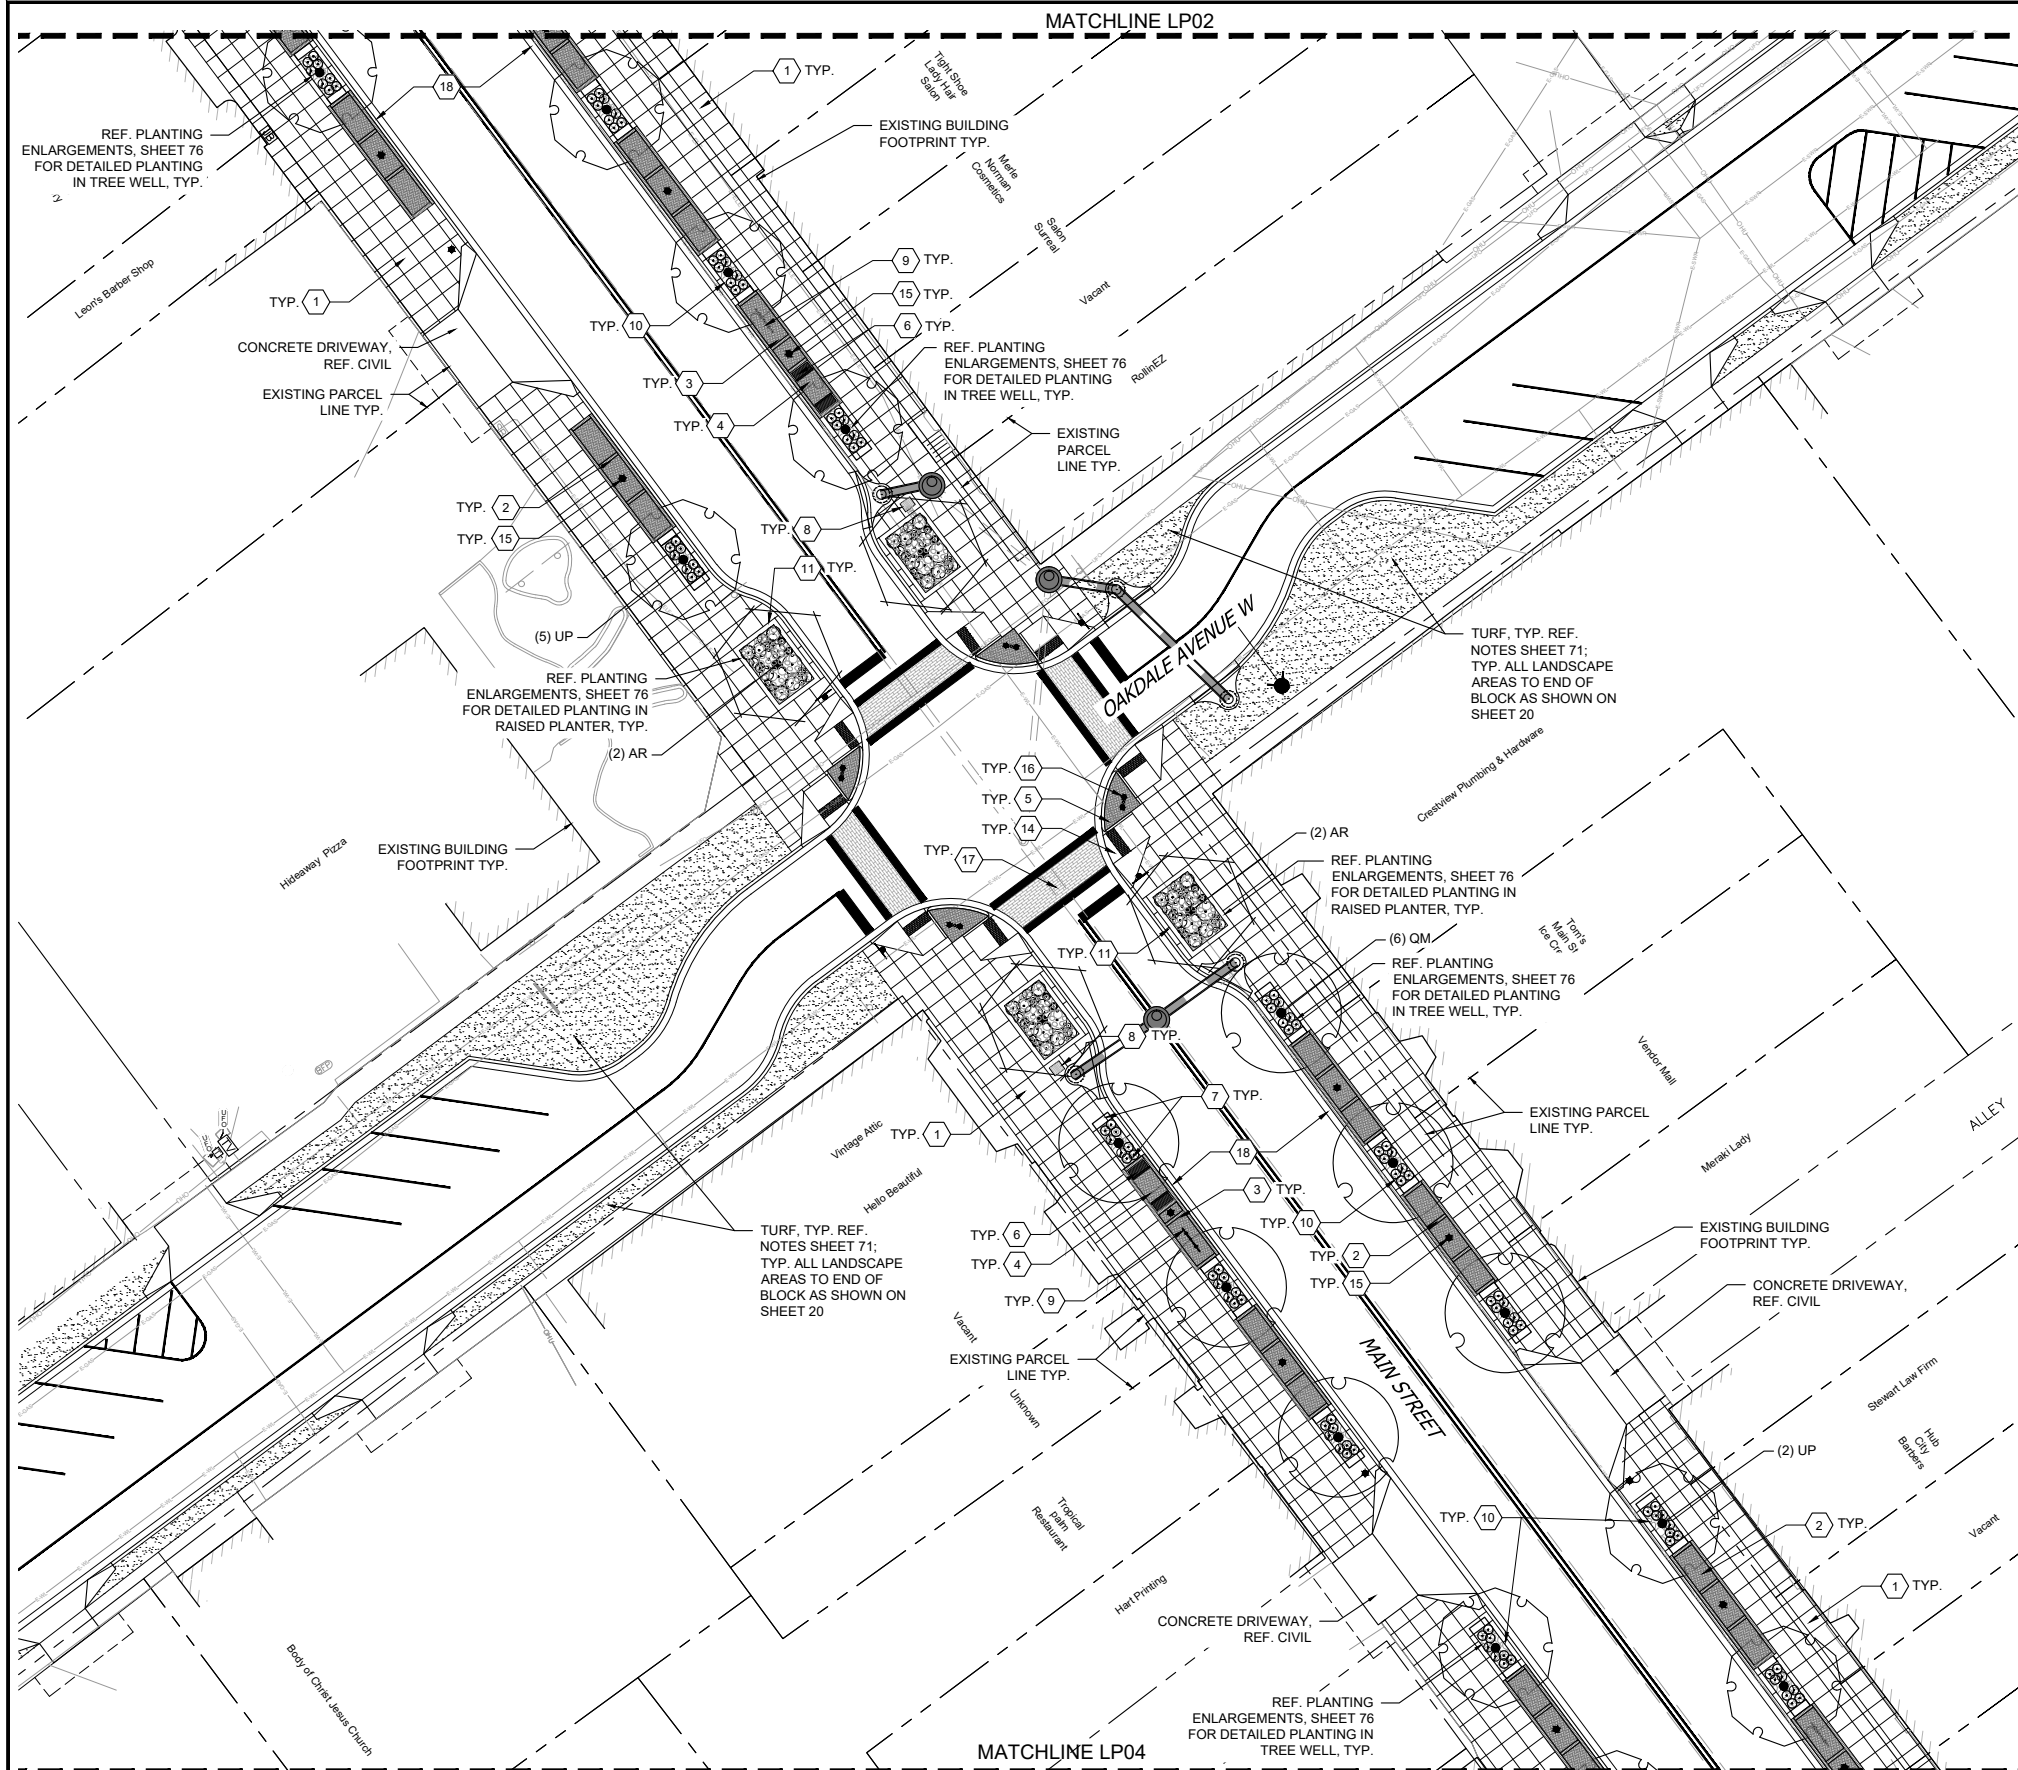 MATCHLINE LP02
18
1 TYP.
Tight Shoe
Lady Hair
Salon
REF. PLANTING
ENLARGEMENTS, SHEET 76
FOR DETAILED PLANTING
IN TREE WELL, TYP.
EXISTING BUILDING
FOOTPRINT TYP.
Merle
Norman
Cosmetics
Salon
Surreal
Leon's Barber Shop
TYP. 1
9 TYP.
15 TYP.
Vacant
TYP. 10
6 TYP.
CONCRETE DRIVEWAY,
REF. CIVIL
REF. PLANTING
ENLARGEMENTS, SHEET 76
FOR DETAILED PLANTING
IN TREE WELL, TYP.
RollinEZ
EXISTING PARCEL
LINE TYP.
TYP. 3
TYP. 4
EXISTING
PARCEL
LINE TYP.
TYP. 2
TYP. 15
TYP. 8
11 TYP.
(5) UP
REF. PLANTING
ENLARGEMENTS, SHEET 76
FOR DETAILED PLANTING IN
RAISED PLANTER, TYP.
(2) AR
OAKDALE AVENUE W
TURF, TYP. REF.
NOTES SHEET 71;
TYP. ALL LANDSCAPE
AREAS TO END OF
BLOCK AS SHOWN ON
SHEET 20
Crestview Plumbing & Hardware
TYP. 16
TYP. 5
TYP. 14
TYP.
17
Hideaway Pizza
EXISTING BUILDING
FOOTPRINT TYP.
(2) AR
REF. PLANTING
ENLARGEMENTS, SHEET 76
FOR DETAILED PLANTING IN
RAISED PLANTER, TYP.
Tom's
Main St
Ice Crr
(6) QM
TYP. 11
REF. PLANTING
ENLARGEMENTS, SHEET 76
FOR DETAILED PLANTING
IN TREE WELL, TYP.
8 TYP.
Vendor Mall
BFP
7 TYP.
EXISTING PARCEL
LINE TYP.
ALLEY
TYP. 1
Vintage Attic
Hello Beautiful
Meraki Lady
18
3 TYP.
TYP. 10
TYP. 6
TYP. 4
TYP. 9
TYP. 2
TYP. 15
EXISTING BUILDING
FOOTPRINT TYP.
TURF, TYP. REF.
NOTES SHEET 71;
TYP. ALL LANDSCAPE
AREAS TO END OF
BLOCK AS SHOWN ON
SHEET 20
CONCRETE DRIVEWAY,
REF. CIVIL
Vacant
EXISTING PARCEL
LINE TYP.
MAIN STREET
Unknown
Stewart Law Firm
Hub
City
Barbers
(2) UP
Tropical
palm
Restaurant
TYP. 10
2 TYP.
Vacant
Hart Printing
1 TYP.
CONCRETE DRIVEWAY,
REF. CIVIL
Body of Christ Jesus Church
REF. PLANTING
ENLARGEMENTS, SHEET 76
FOR DETAILED PLANTING IN
TREE WELL, TYP.
MATCHLINE LP04